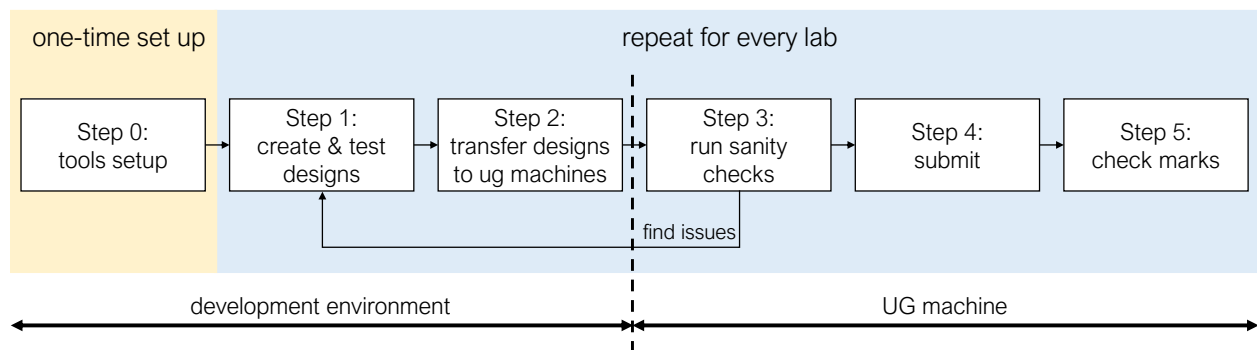 one-time set up
repeat for every lab
Step 0:
tools setup
Step 1:
create & test
designs
Step 2:
transfer designs
to ug machines
Step 3:
run sanity
checks
Step 4:
submit
Step 5:
check marks
find issues
development environment
UG machine